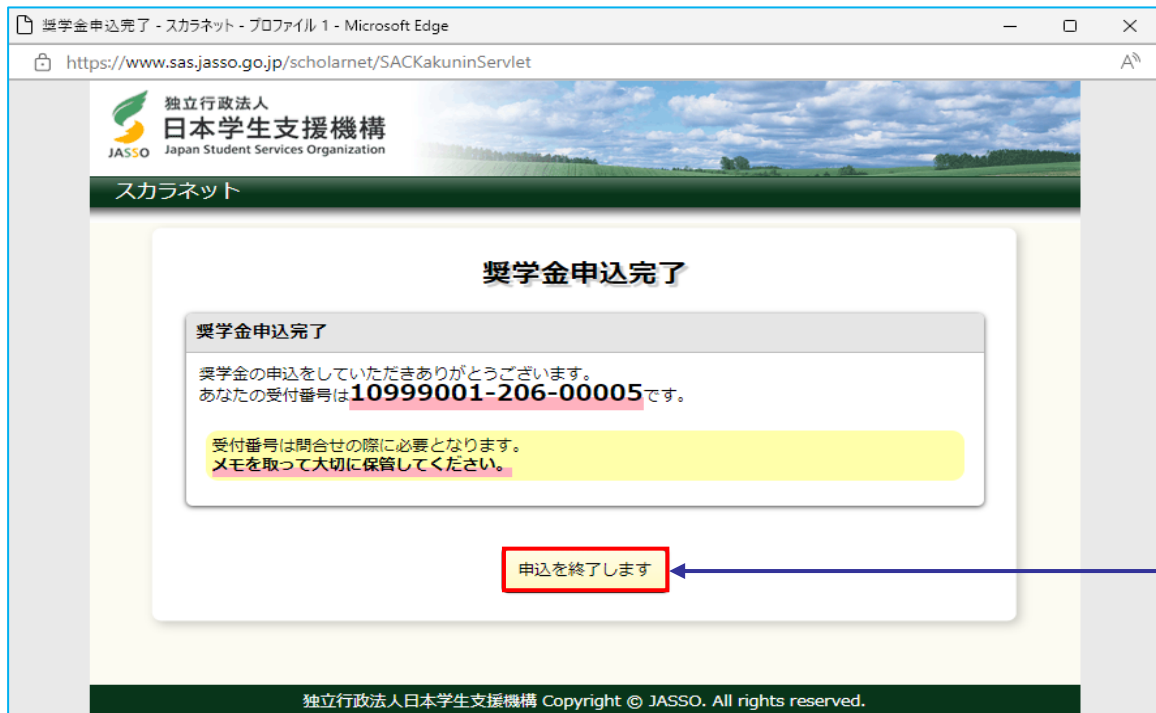 奨学金申込完了 - スカラネット - プロファイル 1 - Microsoft Edge
https://www.sas.jasso.go.jp/scholarnet/SACKakuninServlet
独立行政法人
日本学生支援機構
JASSO Japan Student Services Organization
スカラネット
奨学金申込完了
奨学金申込完了
奨学金の申込をしていただきありがとうございます。
あなたの受付番号は10999001-206-00005です。
受付番号は問合せの際に必要となります。
メモを取って大切に保管してください。
申込を終了します
独立行政法人日本学生支援機構 Copyright © JASSO. All rights reserved.